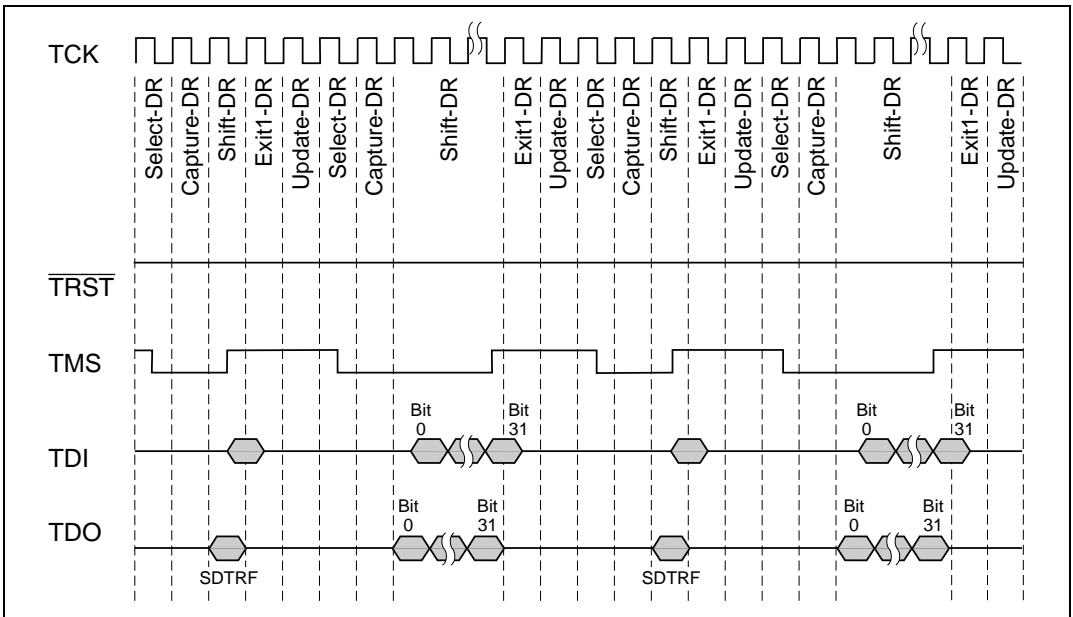 TCK
Select-DR
Capture-DR
Shift-DR
Exit1-DR
Update-DR
Select-DR
Capture-DR
Shift-DR
Exit1-DR
Update-DR
Select-DR
Capture-DR
Shift-DR
Exit1-DR
Update-DR
Select-DR
Capture-DR
Shift-DR
Exit1-DR
Update-DR
TRST
TMS
TDI
Bit
0
Bit
31
Bit
0
Bit
31
TDO
SDTRF
Bit
0
Bit
31
SDTRF
Bit
0
Bit
31